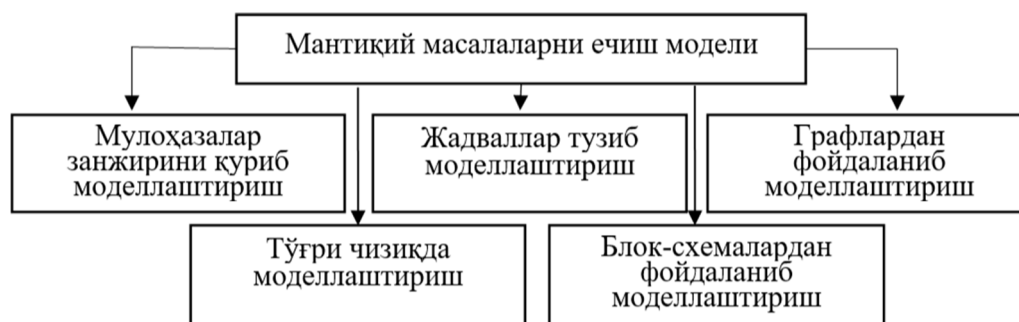 Мантиқий масалаларни ечиш модели
Мулоҳазалар
занжирини қуриб
моделлаштириш
Жадваллар тузиб
моделлаштириш
Графлардан
фойдаланиб
моделлаштириш
Тўғри чизиқда
моделлаштириш
Блок-схемалардан
фойдаланиб
моделлаштириш